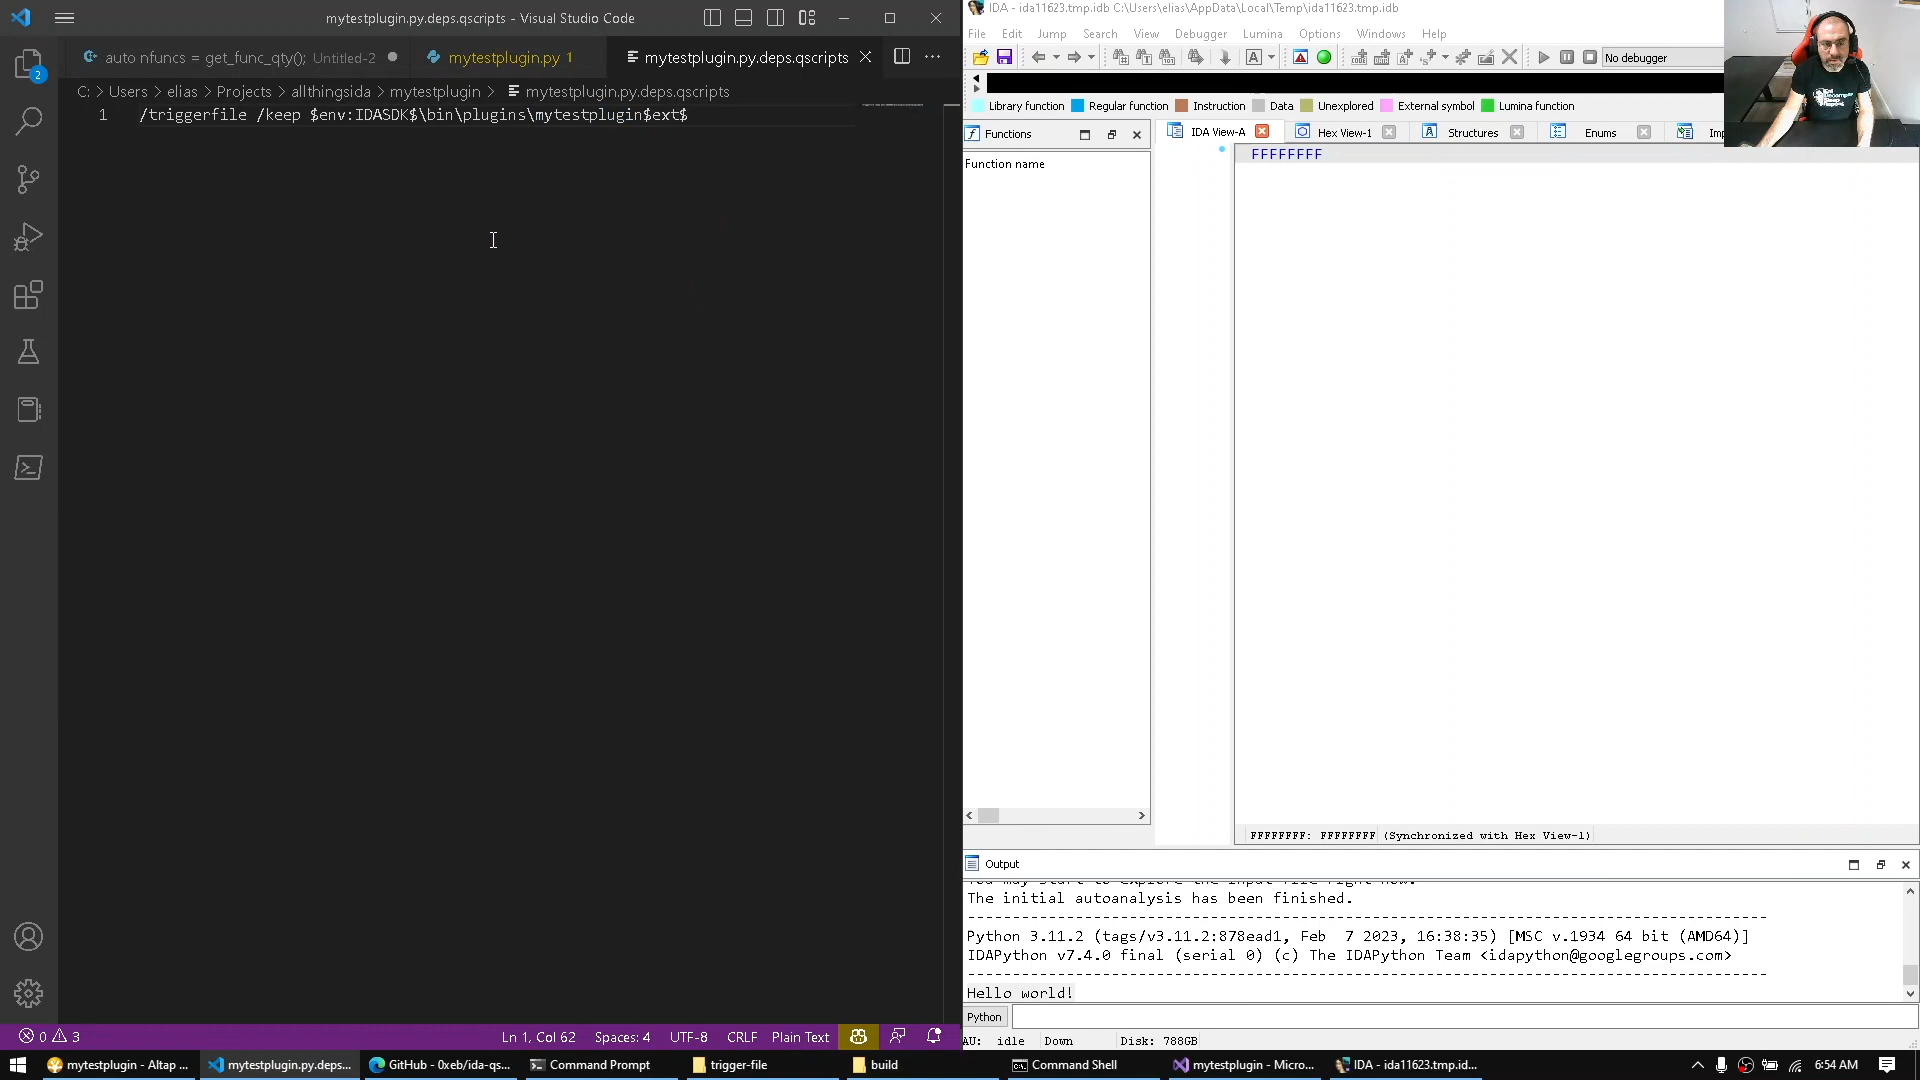 mytestplugin.py.deps.qscripts - Visual Studio Code
auto nfuncs = get_func_qty(); Untitled-2
mytestplugin.py 1
mytestplugin.py.deps.qscripts
C: > Users > elias > Projects > allthingsida > mytestplugin > mytestplugin.py.deps.qscripts
1 /triggerfile /keep $env:IDASDK$\bin\plugins\mytestplugin$ext$
2
0 3
Ln 1, Col 62 Spaces: 4 UTF-8 CRLF Plain Text
IDA - ida11623.tmp.idb C:\Users\elias\AppData\Local\Temp\ida11623.tmp.idb
File Edit Jump Search View Debugger Lumina Options Windows Help
No debugger
Library function Regular function Instruction Data Unexplored External symbol Lumina function
Functions
IDA View-A Hex View-1 Structures Enums
Function name
FFFFFFFF
FFFFFFFF: FFFFFFFF (Synchronized with Hex View-1)
Output
The initial autoanalysis has been finished.
Python 3.11.2 (tags/v3.11.2:878ead1, Feb 7 2023, 16:38:35) [MSC v.1934 64 bit (AMD64)]
IDAPython v7.4.0 final (serial 0) (c) The IDAPython Team <idapython@googlegroups.com>
Hello world!
Python
AU: idle Down Disk: 788GB
mytestplugin - Altap ...
mytestplugin.py.deps...
GitHub - 0xeb/ida-qs...
Command Prompt
trigger-file
build
Command Shell
mytestplugin - Micro...
IDA - ida11623.tmp.id...
6:54 AM